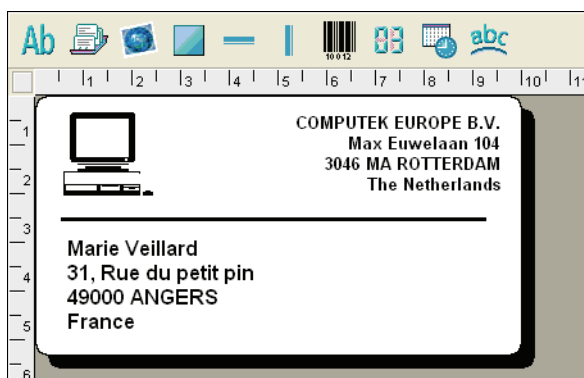 Ab 10012 abc
1 2 3 4 5 6 7 8 9 10 11
1
2
3
4
5
6
COMPUTEK EUROPE B.V.
Max Euwelaan 104
3046 MA ROTTERDAM
The Netherlands
Marie Veillard
31, Rue du petit pin
49000 ANGERS
France